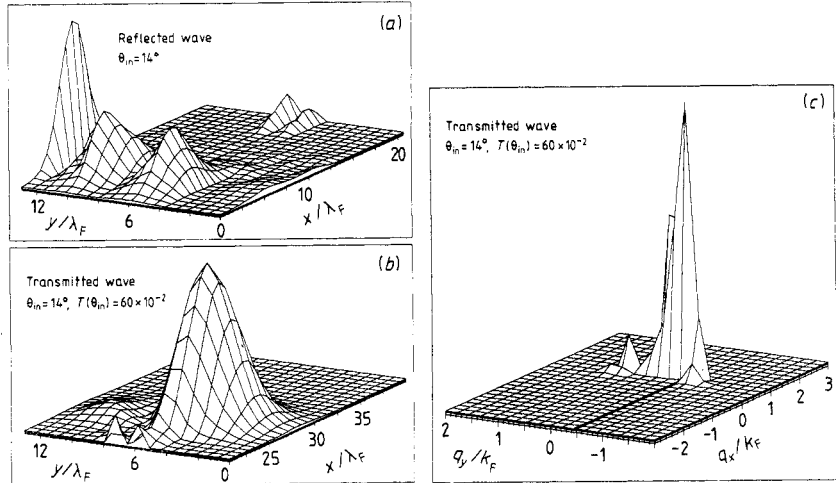 (a)
Reflected wave
θin = 14°
12
6
0
y/λF
10
20
x/λF
(b)
Transmitted wave
θin = 14°, T(θin) = 60 × 10⁻²
12
6
0
y/λF
25
30
35
x/λF
(c)
Transmitted wave
θin = 14°, T(θin) = 60 × 10⁻²
2
1
0
-1
qy/kF
-2
-1
0
1
2
3
qx/kF